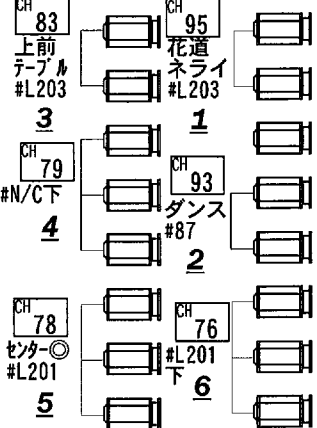 CH
83
上前
テーブル
#L203
3
CH
95
花道
ネライ
#L203
1
CH
79
#N/C下
4
CH
93
ダンス
#87
2
CH
78
センター◎
#L201
5
CH
76
#L201
下
6